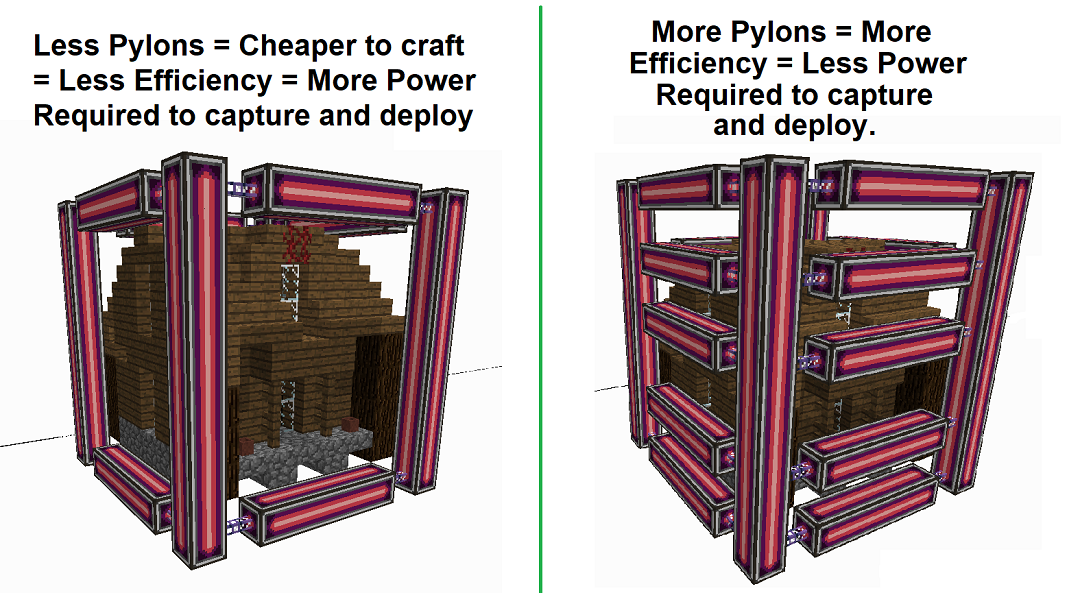 Less Pylons = Cheaper to craft
= Less Efficiency = More Power
Required to capture and deploy
More Pylons = More
Efficiency = Less Power
Required to capture
and deploy.